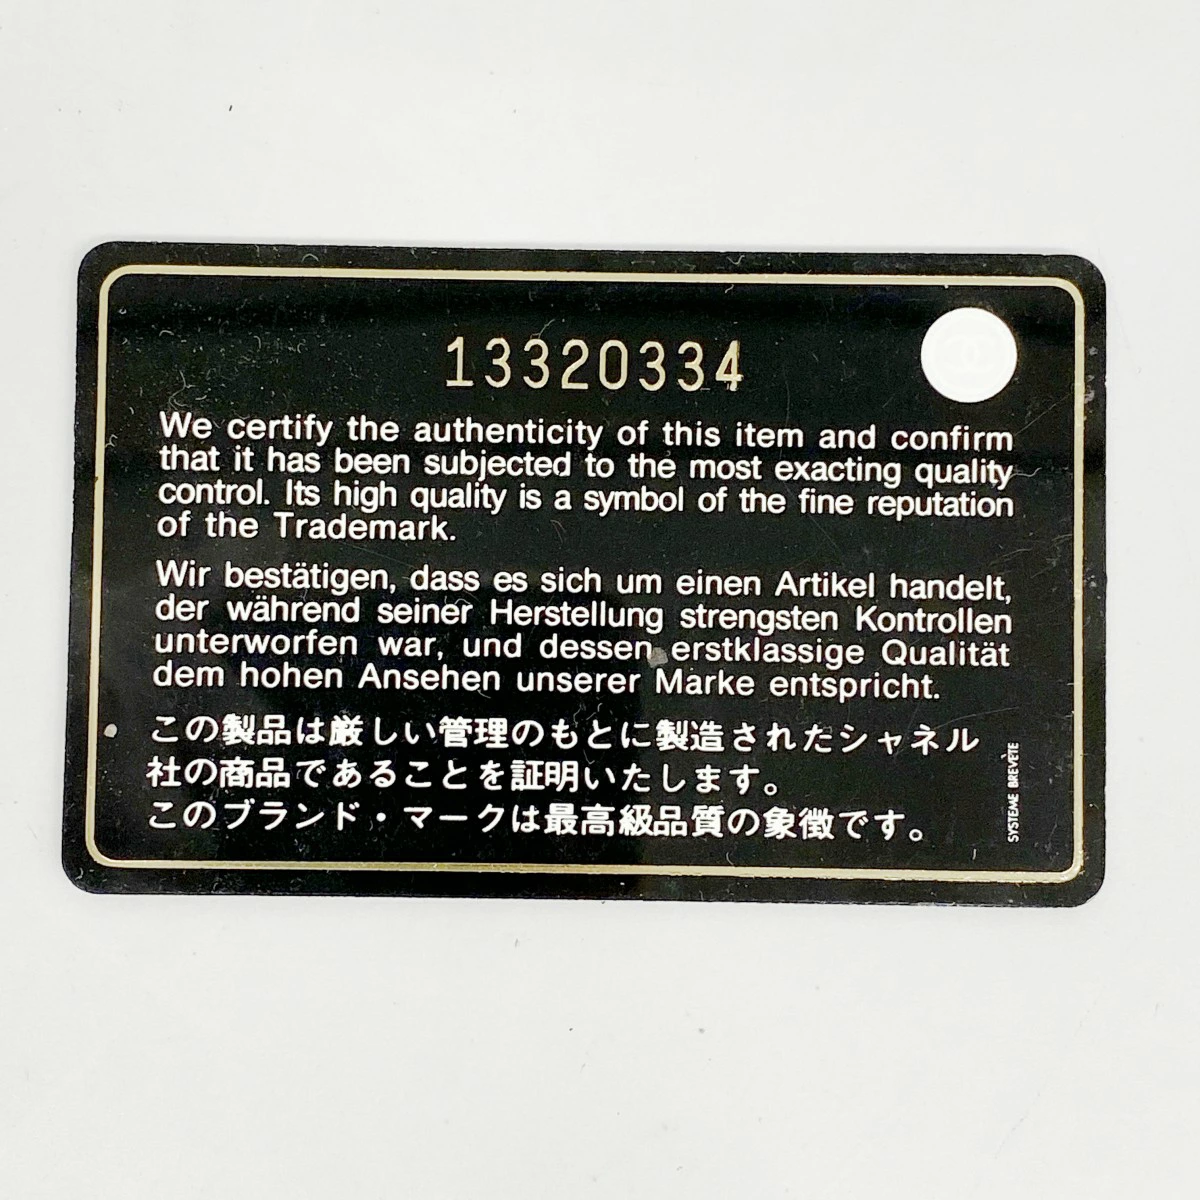 13320334
We certify the authenticity of this item and confirm
that it has been subjected to the most exacting quality
control. Its high quality is a symbol of the fine reputation
of the Trademark.
Wir bestätigen, dass es sich um einen Artikel handelt,
der während seiner Herstellung strengsten Kontrollen
unterworfen war, und dessen erstklassige Qualität
dem hohen Ansehen unserer Marke entspricht.
この製品は厳しい管理のもとに製造されたシャネル
社の商品であることを証明いたします。
このブランド・マークは最高級品質の象徴です。
SYSTEME BREVETE